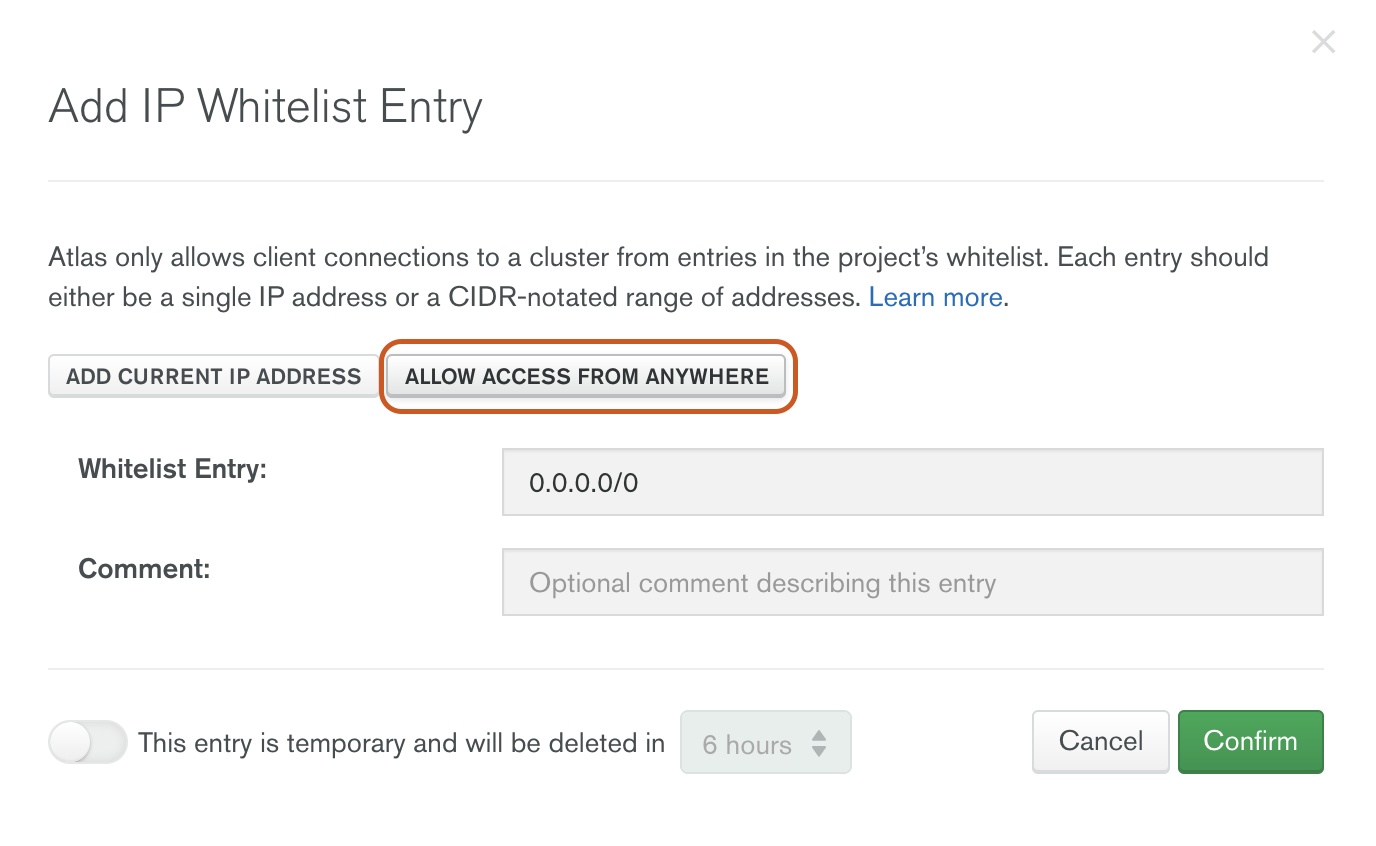 Add IP Whitelist Entry
Atlas only allows client connections to a cluster from entries in the project’s whitelist. Each entry should
either be a single IP address or a CIDR-notated range of addresses. Learn more.
ADD CURRENT IP ADDRESS ALLOW ACCESS FROM ANYWHERE
Whitelist Entry: 0.0.0.0/0
Comment: Optional comment describing this entry
This entry is temporary and will be deleted in 6 hours Cancel Confirm